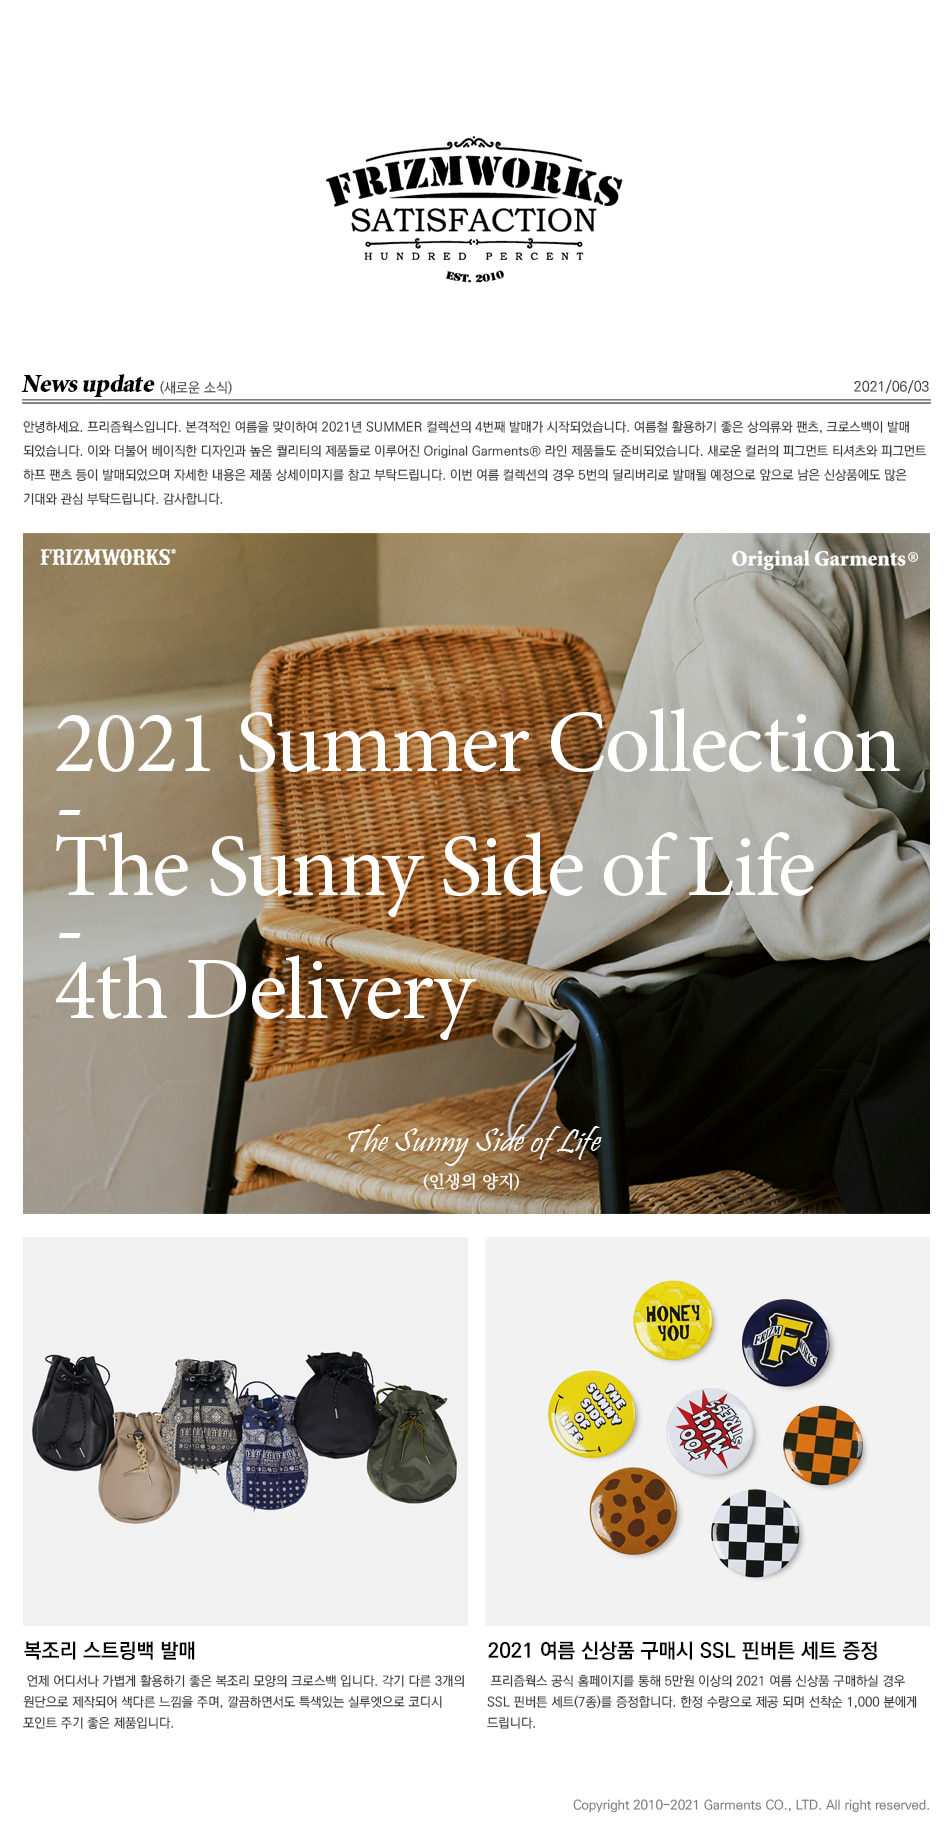 FRIZMWORKS
SATISFACTION
HUNDRED PERCENT
EST. 2010
News update (새로운 소식)
2021/06/03
안녕하세요. 프리즘웍스입니다. 본격적인 여름을 맞이하여 2021년 SUMMER 컬렉션의 4번째 발매가 시작되었습니다. 여름철 활용하기 좋은 상의류와 팬츠, 크로스백이 발매
되었습니다. 이와 더불어 베이직한 디자인과 높은 퀄리티의 제품들로 이루어진 Original Garments® 라인 제품들도 준비되었습니다. 새로운 컬러의 피그먼트 티셔츠와 피그먼트
하프 팬츠 등이 발매되었으며 자세한 내용은 제품 상세이미지를 참고 부탁드립니다. 이번 여름 컬렉션의 경우 5번의 딜리버리로 발매될 예정으로 앞으로 남은 신상품에도 많은
기대와 관심 부탁드립니다. 감사합니다.
FRIZMWORKS®
Original Garments®
2021 Summer Collection
-
The Sunny Side of Life
-
4th Delivery
The Sunny Side of Life
(인생의 양지)
HONEY
YOU
FRIZM F WORKS
THE
SUNNY
SIDE
OF
LIFE
TOO
MUCH
STRESS
복조리 스트링백 발매
언제 어디서나 가볍게 활용하기 좋은 복조리 모양의 크로스백 입니다. 각기 다른 3개의
원단으로 제작되어 색다른 느낌을 주며, 깔끔하면서도 특색있는 실루엣으로 코디시
포인트 주기 좋은 제품입니다.
2021 여름 신상품 구매시 SSL 핀버튼 세트 증정
프리즘웍스 공식 홈페이지를 통해 5만원 이상의 2021 여름 신상품 구매하실 경우
SSL 핀버튼 세트(7종)를 증정합니다. 한정 수량으로 제공 되며 선착순 1,000 분에게
드립니다.
Copyright 2010-2021 Garments CO., LTD. All right reserved.